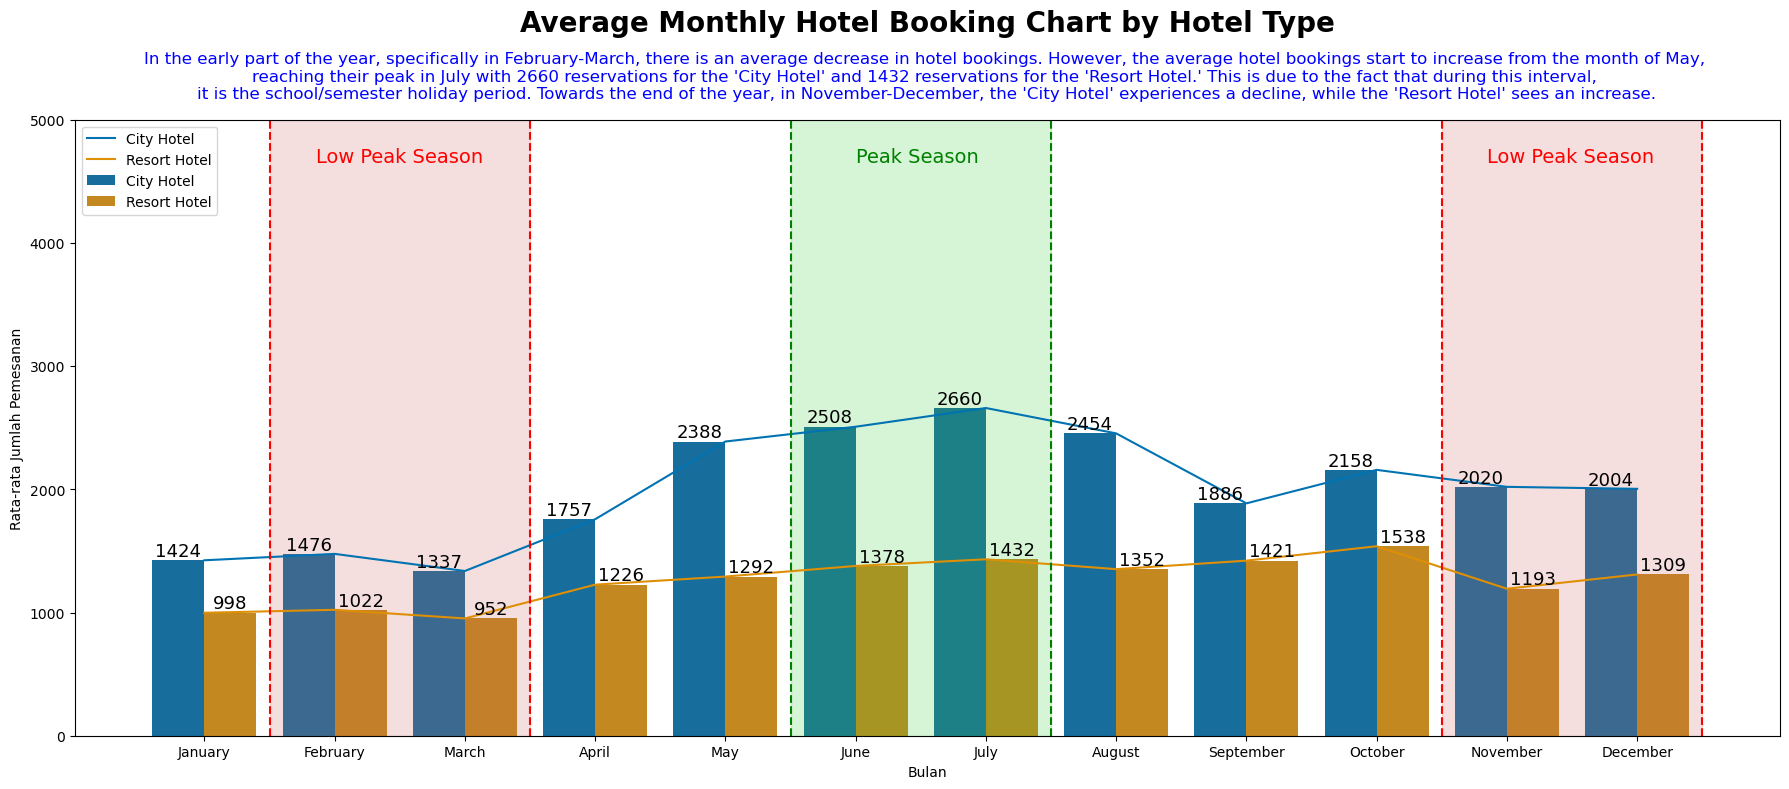 Average Monthly Hotel Booking Chart by Hotel Type
In the early part of the year, specifically in February-March, there is an average decrease in hotel bookings. However, the average hotel bookings start to increase from the month of May,
reaching their peak in July with 2660 reservations for the 'City Hotel' and 1432 reservations for the 'Resort Hotel.' This is due to the fact that during this interval,
it is the school/semester holiday period. Towards the end of the year, in November-December, the 'City Hotel' experiences a decline, while the 'Resort Hotel' sees an increase.
City Hotel
Resort Hotel
City Hotel
Resort Hotel
Low Peak Season
Peak Season
Low Peak Season
5000
4000
3000
2000
1000
0
Rata-rata Jumlah Pemesanan
1424
998
1476
1022
1337
952
1757
1226
2388
1292
2508
1378
2660
1432
2454
1352
1886
1421
2158
1538
2020
1193
2004
1309
January
February
March
April
May
June
July
August
September
October
November
December
Bulan